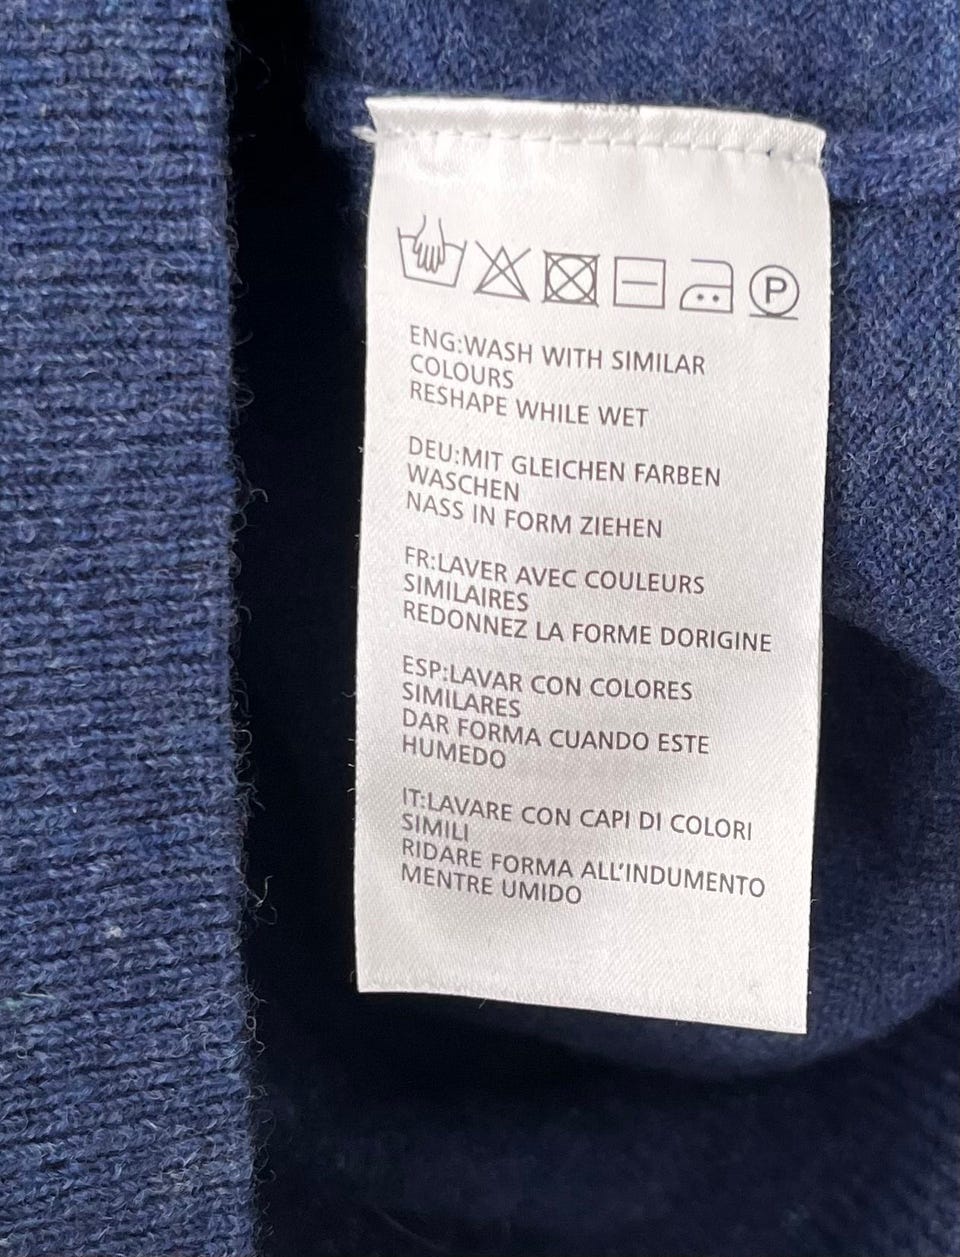 P
ENG:WASH WITH SIMILAR
COLOURS
RESHAPE WHILE WET
DEU:MIT GLEICHEN FARBEN
WASCHEN
NASS IN FORM ZIEHEN
FR:LAVER AVEC COULEURS
SIMILAIRES
REDONNEZ LA FORME DORIGINE
ESP:LAVAR CON COLORES
SIMILARES
DAR FORMA CUANDO ESTE
HUMEDO
IT:LAVARE CON CAPI DI COLORI
SIMILI
RIDARE FORMA ALL'INDUMENTO
MENTRE UMIDO